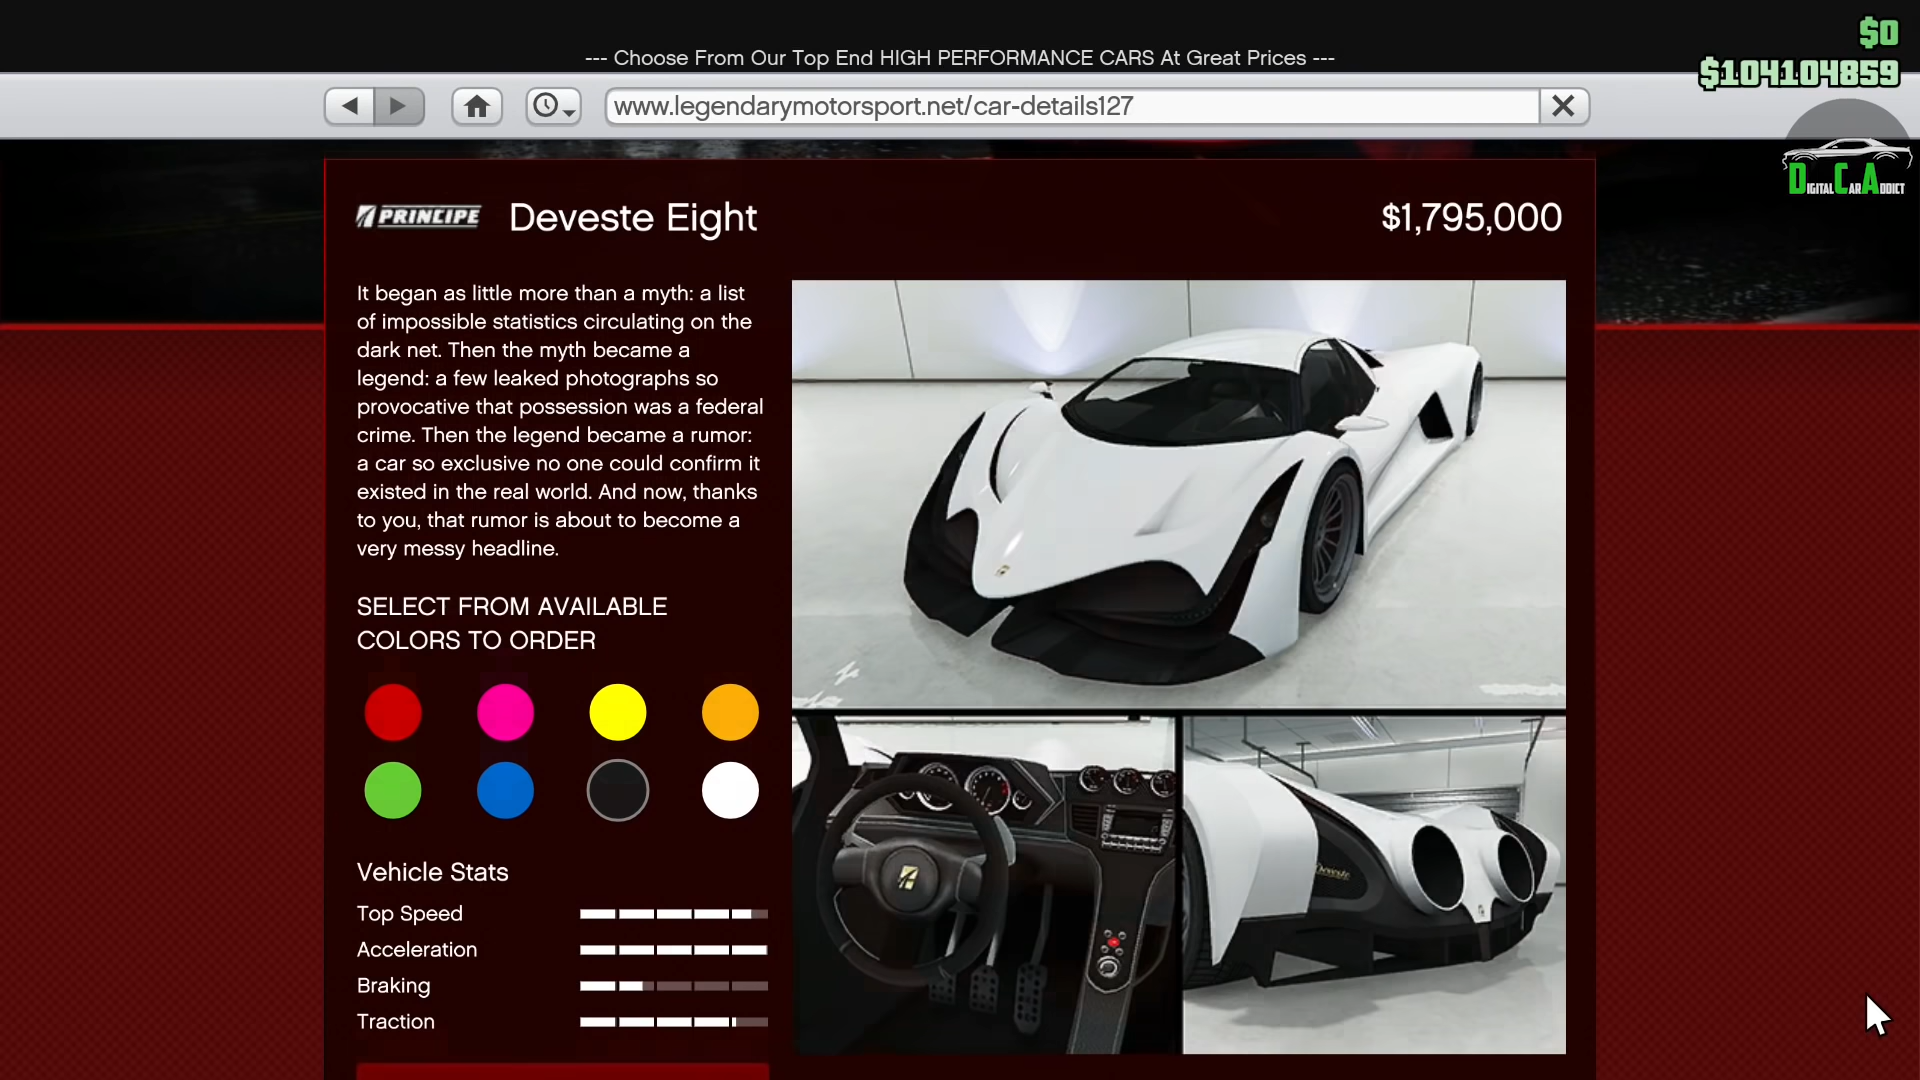 $0
--- Choose From Our Top End HIGH PERFORMANCE CARS At Great Prices ---
$104104859
www.legendarymotorsport.net/car-details127
DIGITALCARADDICT
PRINCIPE
Deveste Eight
$1,795,000
It began as little more than a myth: a list
of impossible statistics circulating on the
dark net. Then the myth became a
legend: a few leaked photographs so
provocative that possession was a federal
crime. Then the legend became a rumor:
a car so exclusive no one could confirm it
existed in the real world. And now, thanks
to you, that rumor is about to become a
very messy headline.
SELECT FROM AVAILABLE
COLORS TO ORDER
Vehicle Stats
Top Speed
Acceleration
Braking
Traction
Deveste